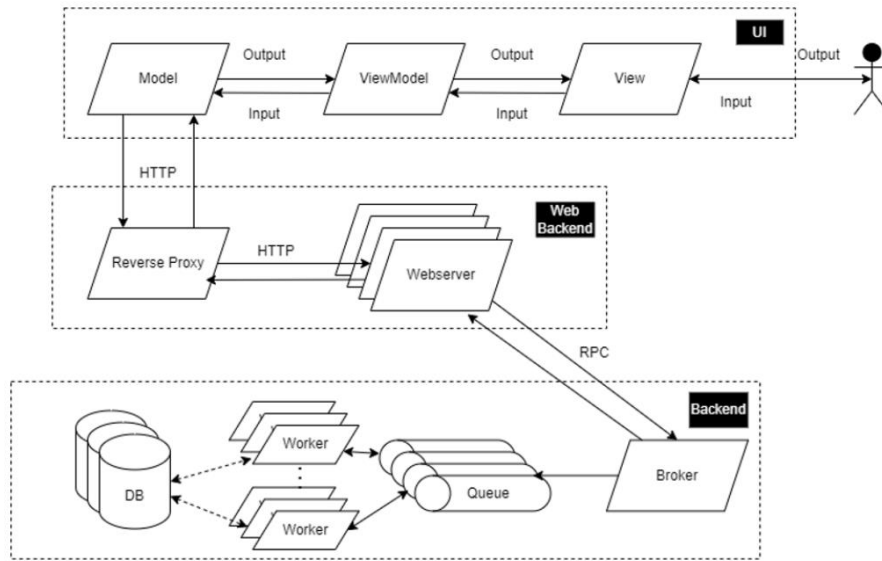 UI
Output
Output
Output
Model
ViewModel
View
Input
Input
Input
HTTP
Web
Backend
Reverse Proxy
HTTP
Webserver
RPC
Backend
Worker
DB
Queue
Broker
Worker